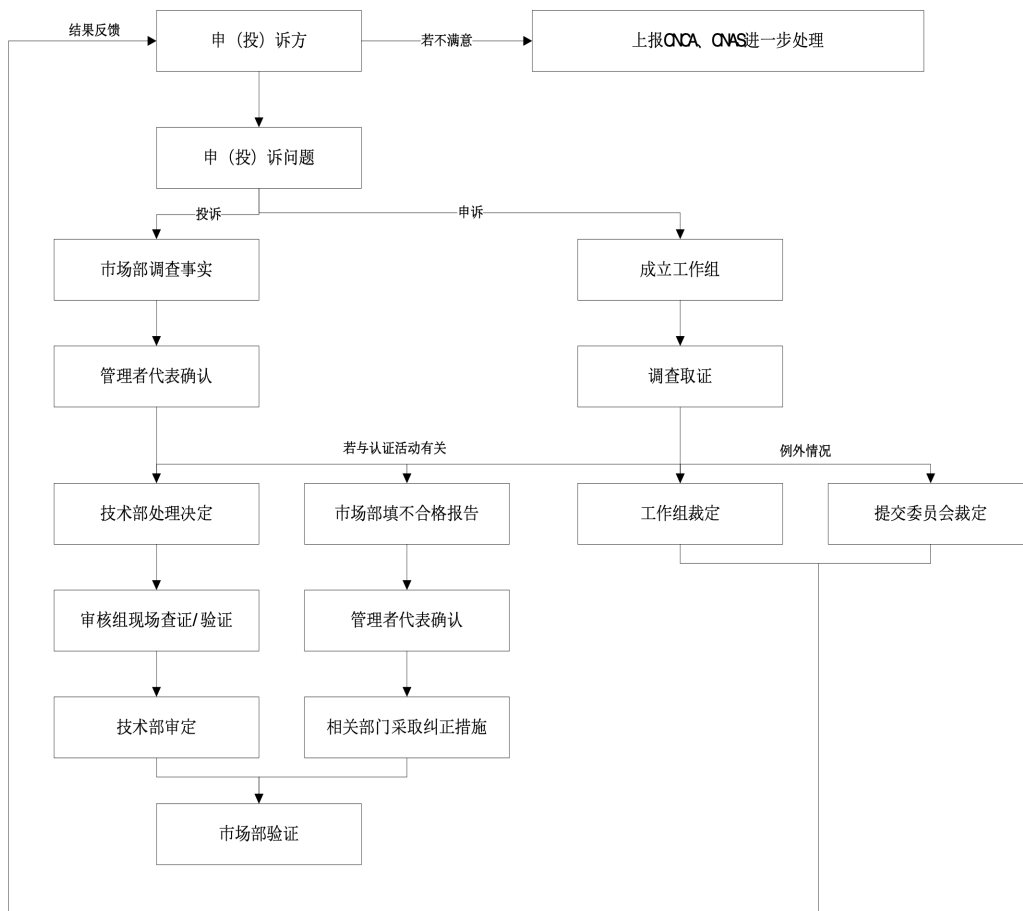 结果反馈
申（投）诉方
若不满意
上报CNCA、CNAS进一步处理
申（投）诉问题
投诉
申诉
市场部调查事实
成立工作组
管理者代表确认
调查取证
若与认证活动有关
例外情况
技术部处理决定
市场部填不合格报告
工作组裁定
提交委员会裁定
审核组现场查证/验证
管理者代表确认
技术部审定
相关部门采取纠正措施
市场部验证